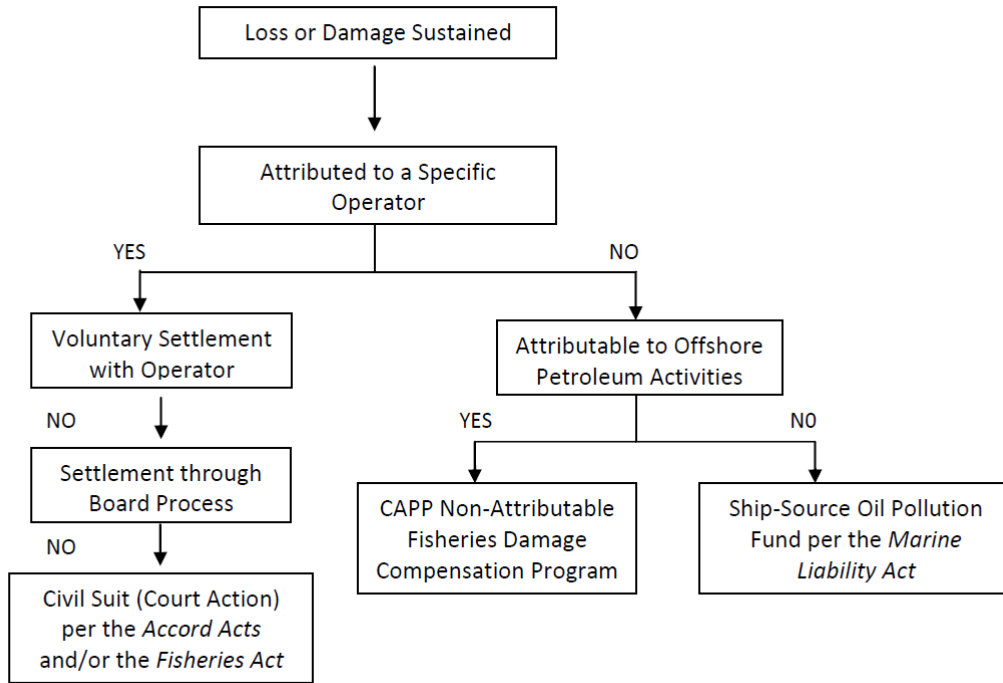 Loss or Damage Sustained
Attributed to a Specific
Operator
YES
NO
Voluntary Settlement
with Operator
Attributable to Offshore
Petroleum Activities
NO
YES
N0
Settlement through
Board Process
CAPP Non-Attributable
Fisheries Damage
Compensation Program
Ship-Source Oil Pollution
Fund per the Marine
Liability Act
NO
Civil Suit (Court Action)
per the Accord Acts
and/or the Fisheries Act